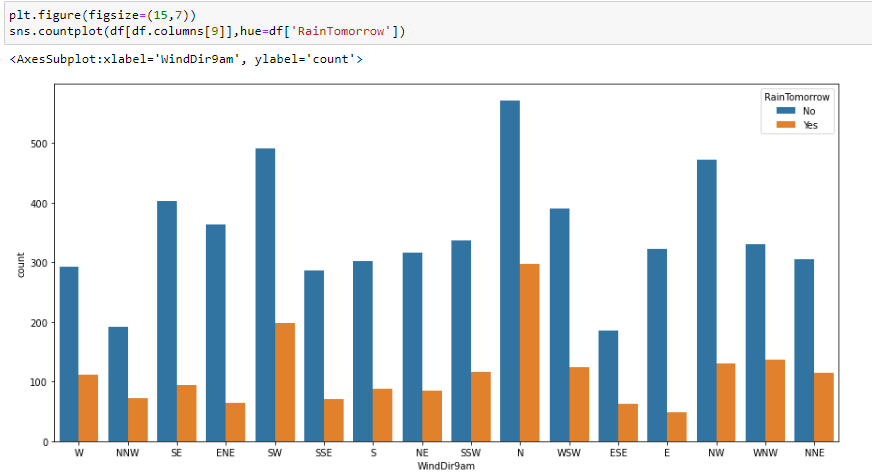 plt.figure(figsize=(15,7))
sns.countplot(df[df.columns[9]],hue=df['RainTomorrow'])
<AxesSubplot:xlabel='WindDir9am', ylabel='count'>
RainTomorrow
No
Yes
500
400
300
200
100
0
count
W NNW SE ENE SW SSE S NE SSW N WSW ESE E NW WNW NNE
WindDir9am